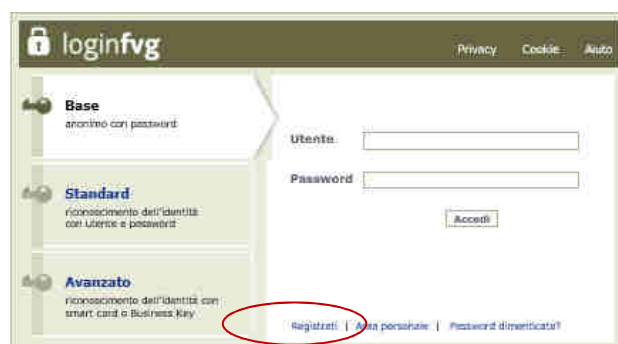 loginfvg
Privacy Cookie Aiuto
Base
anonimo con password
Utente
Password
Accedi
Standard
riconoscimento dell'identità
con utente e password
Avanzato
riconoscimento dell'identità con
smart card o Business Key
Registrati | Area personale | Password dimenticata?